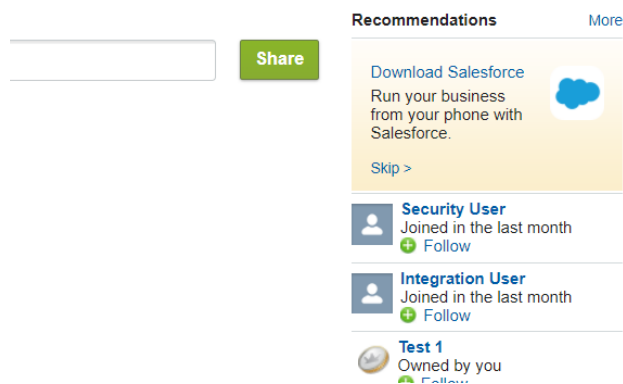 Share
Recommendations More
Download Salesforce
Run your business
from your phone with
Salesforce.
Skip >
Security User
Joined in the last month
Follow
Integration User
Joined in the last month
Follow
Test 1
Owned by you
Follow